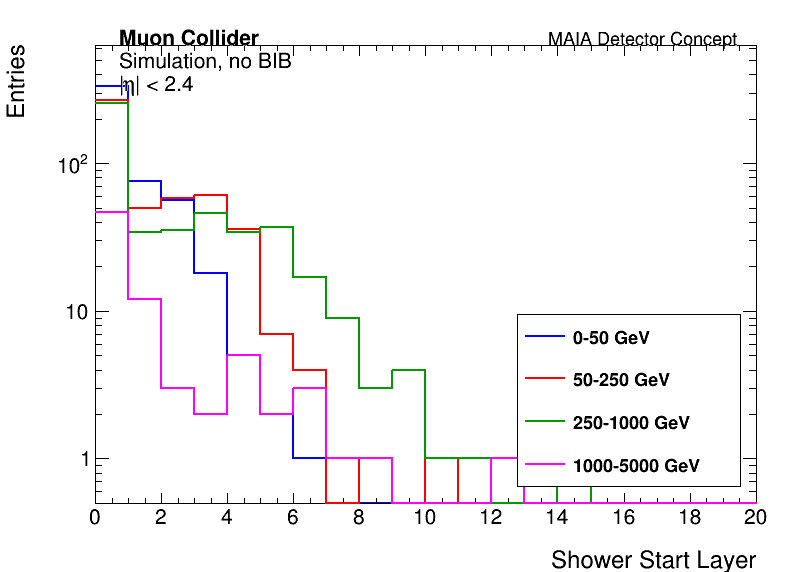 Muon Collider
MAIA Detector Concept
Simulation, no BIB
|η| < 2.4
Entries
10²
10
1
0-50 GeV
50-250 GeV
250-1000 GeV
1000-5000 GeV
0 2 4 6 8 10 12 14 16 18 20
Shower Start Layer